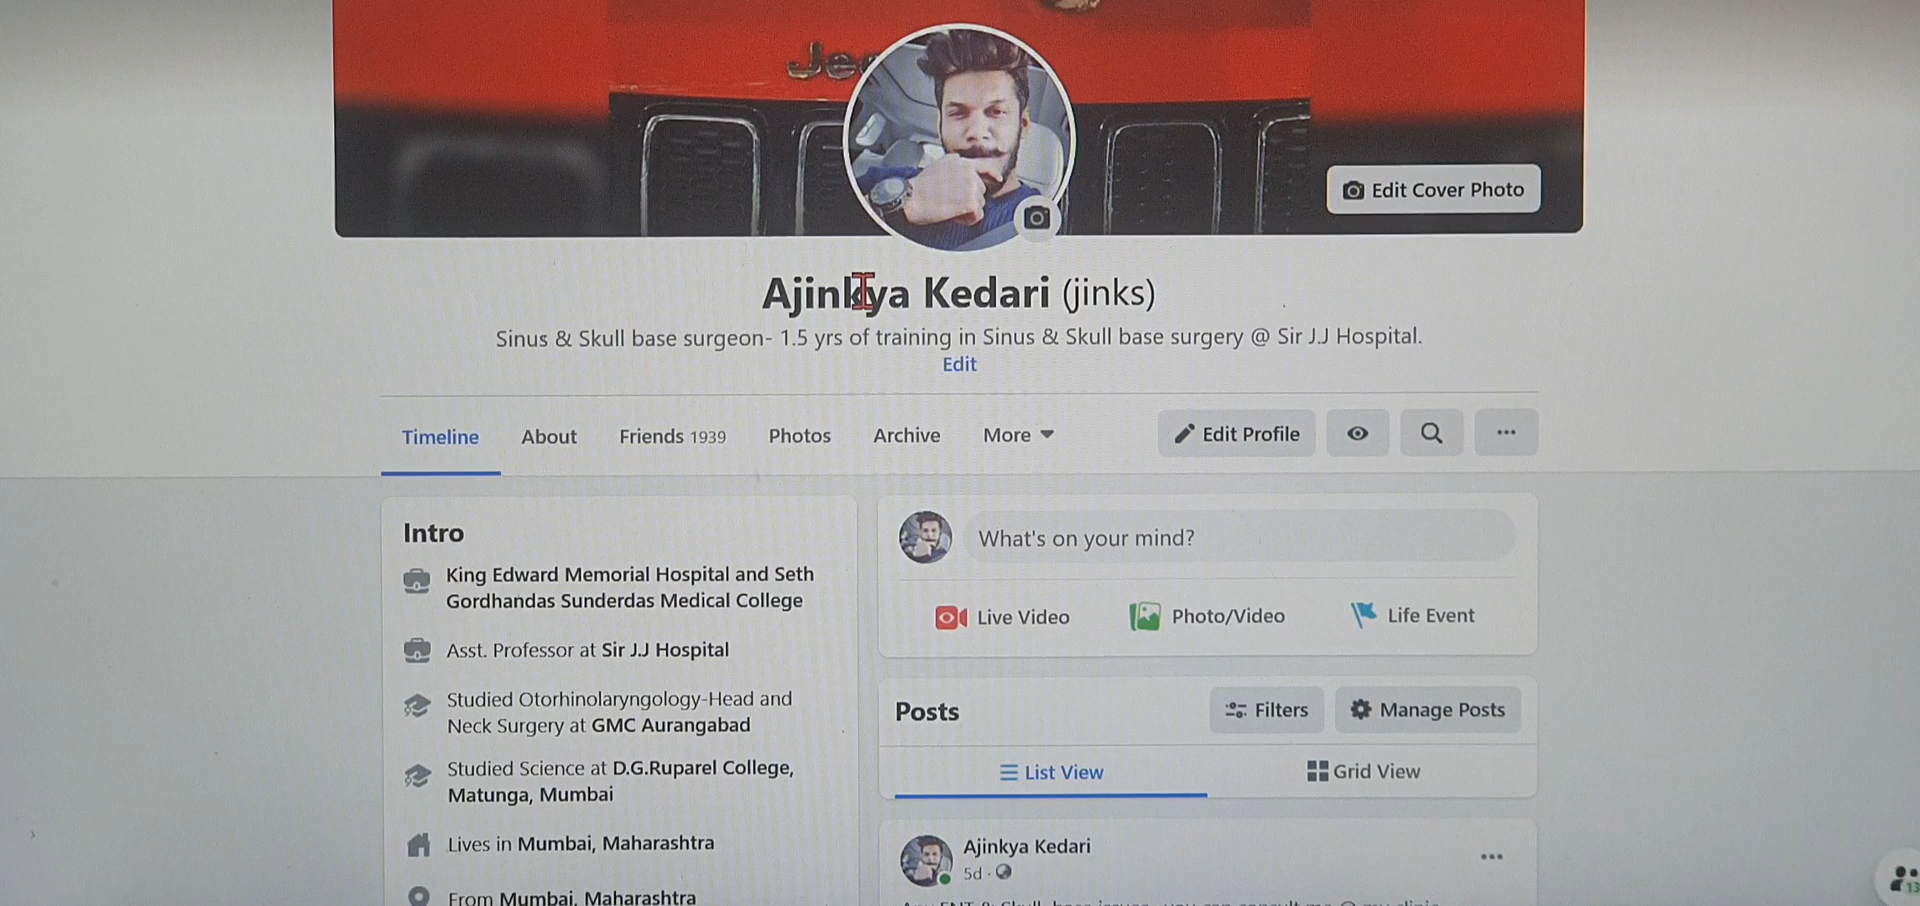 Je
Edit Cover Photo
Ajinkya Kedari (jinks)
Sinus & Skull base surgeon- 1.5 yrs of training in Sinus & Skull base surgery @ Sir J.J Hospital.
Edit
Timeline
About
Friends 1939
Photos
Archive
More
Edit Profile
Intro
King Edward Memorial Hospital and Seth
Gordhandas Sunderdas Medical College
Asst. Professor at Sir J.J Hospital
Studied Otorhinolaryngology-Head and
Neck Surgery at GMC Aurangabad
Studied Science at D.G.Ruparel College,
Matunga, Mumbai
Lives in Mumbai, Maharashtra
From Mumbai, Maharashtra
What's on your mind?
Live Video
Photo/Video
Life Event
Posts
Filters
Manage Posts
List View
Grid View
Ajinkya Kedari
5d ·